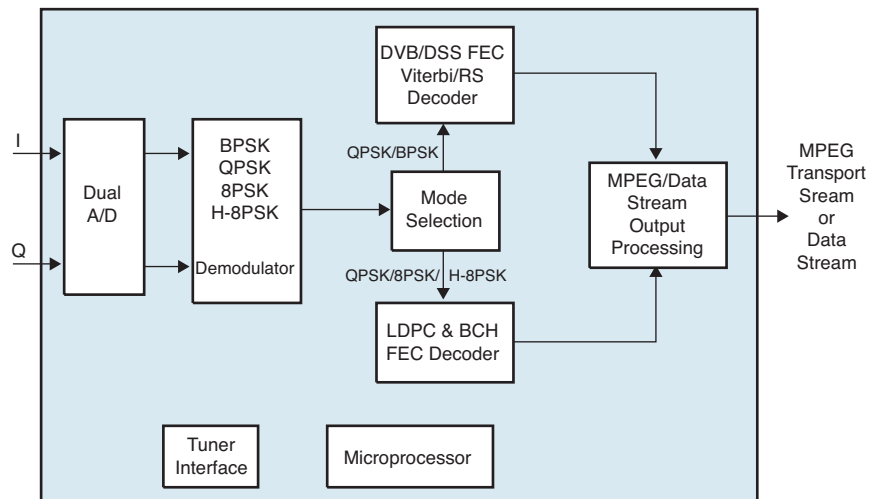 I
Q
Dual
A/D
BPSK
QPSK
8PSK
H-8PSK
Demodulator
Mode
Selection
QPSK/BPSK
DVB/DSS FEC
Viterbi/RS
Decoder
QPSK/8PSK/ H-8PSK
LDPC & BCH
FEC Decoder
MPEG/Data
Stream
Output
Processing
MPEG
Transport
Sream
or
Data
Stream
Tuner
Interface
Microprocessor